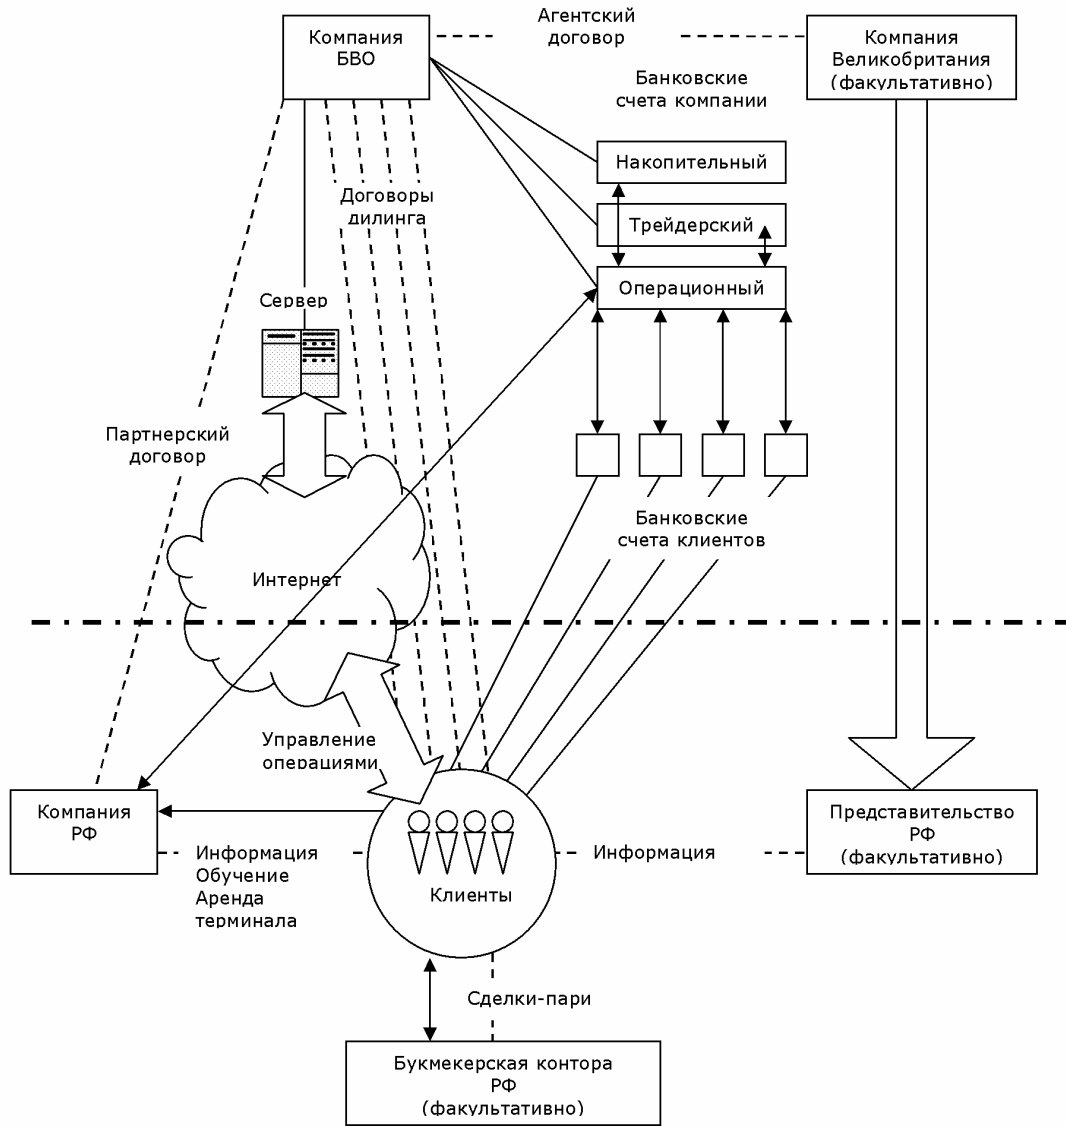 Агентский
договор
Компания
БВО
Компания
Великобритания
(факультативно)
Банковские
счета компании
Накопительный
Договоры
дилинга
Трейдерский
Операционный
Сервер
Партнерский
договор
Банковские
счета клиентов
Интернет
Управление
операциями
Компания
РФ
Представительство
РФ
(факультативно)
Информация
Обучение
Аренда
терминала
Информация
Клиенты
Сделки-пари
Букмекерская контора
РФ
(факультативно)